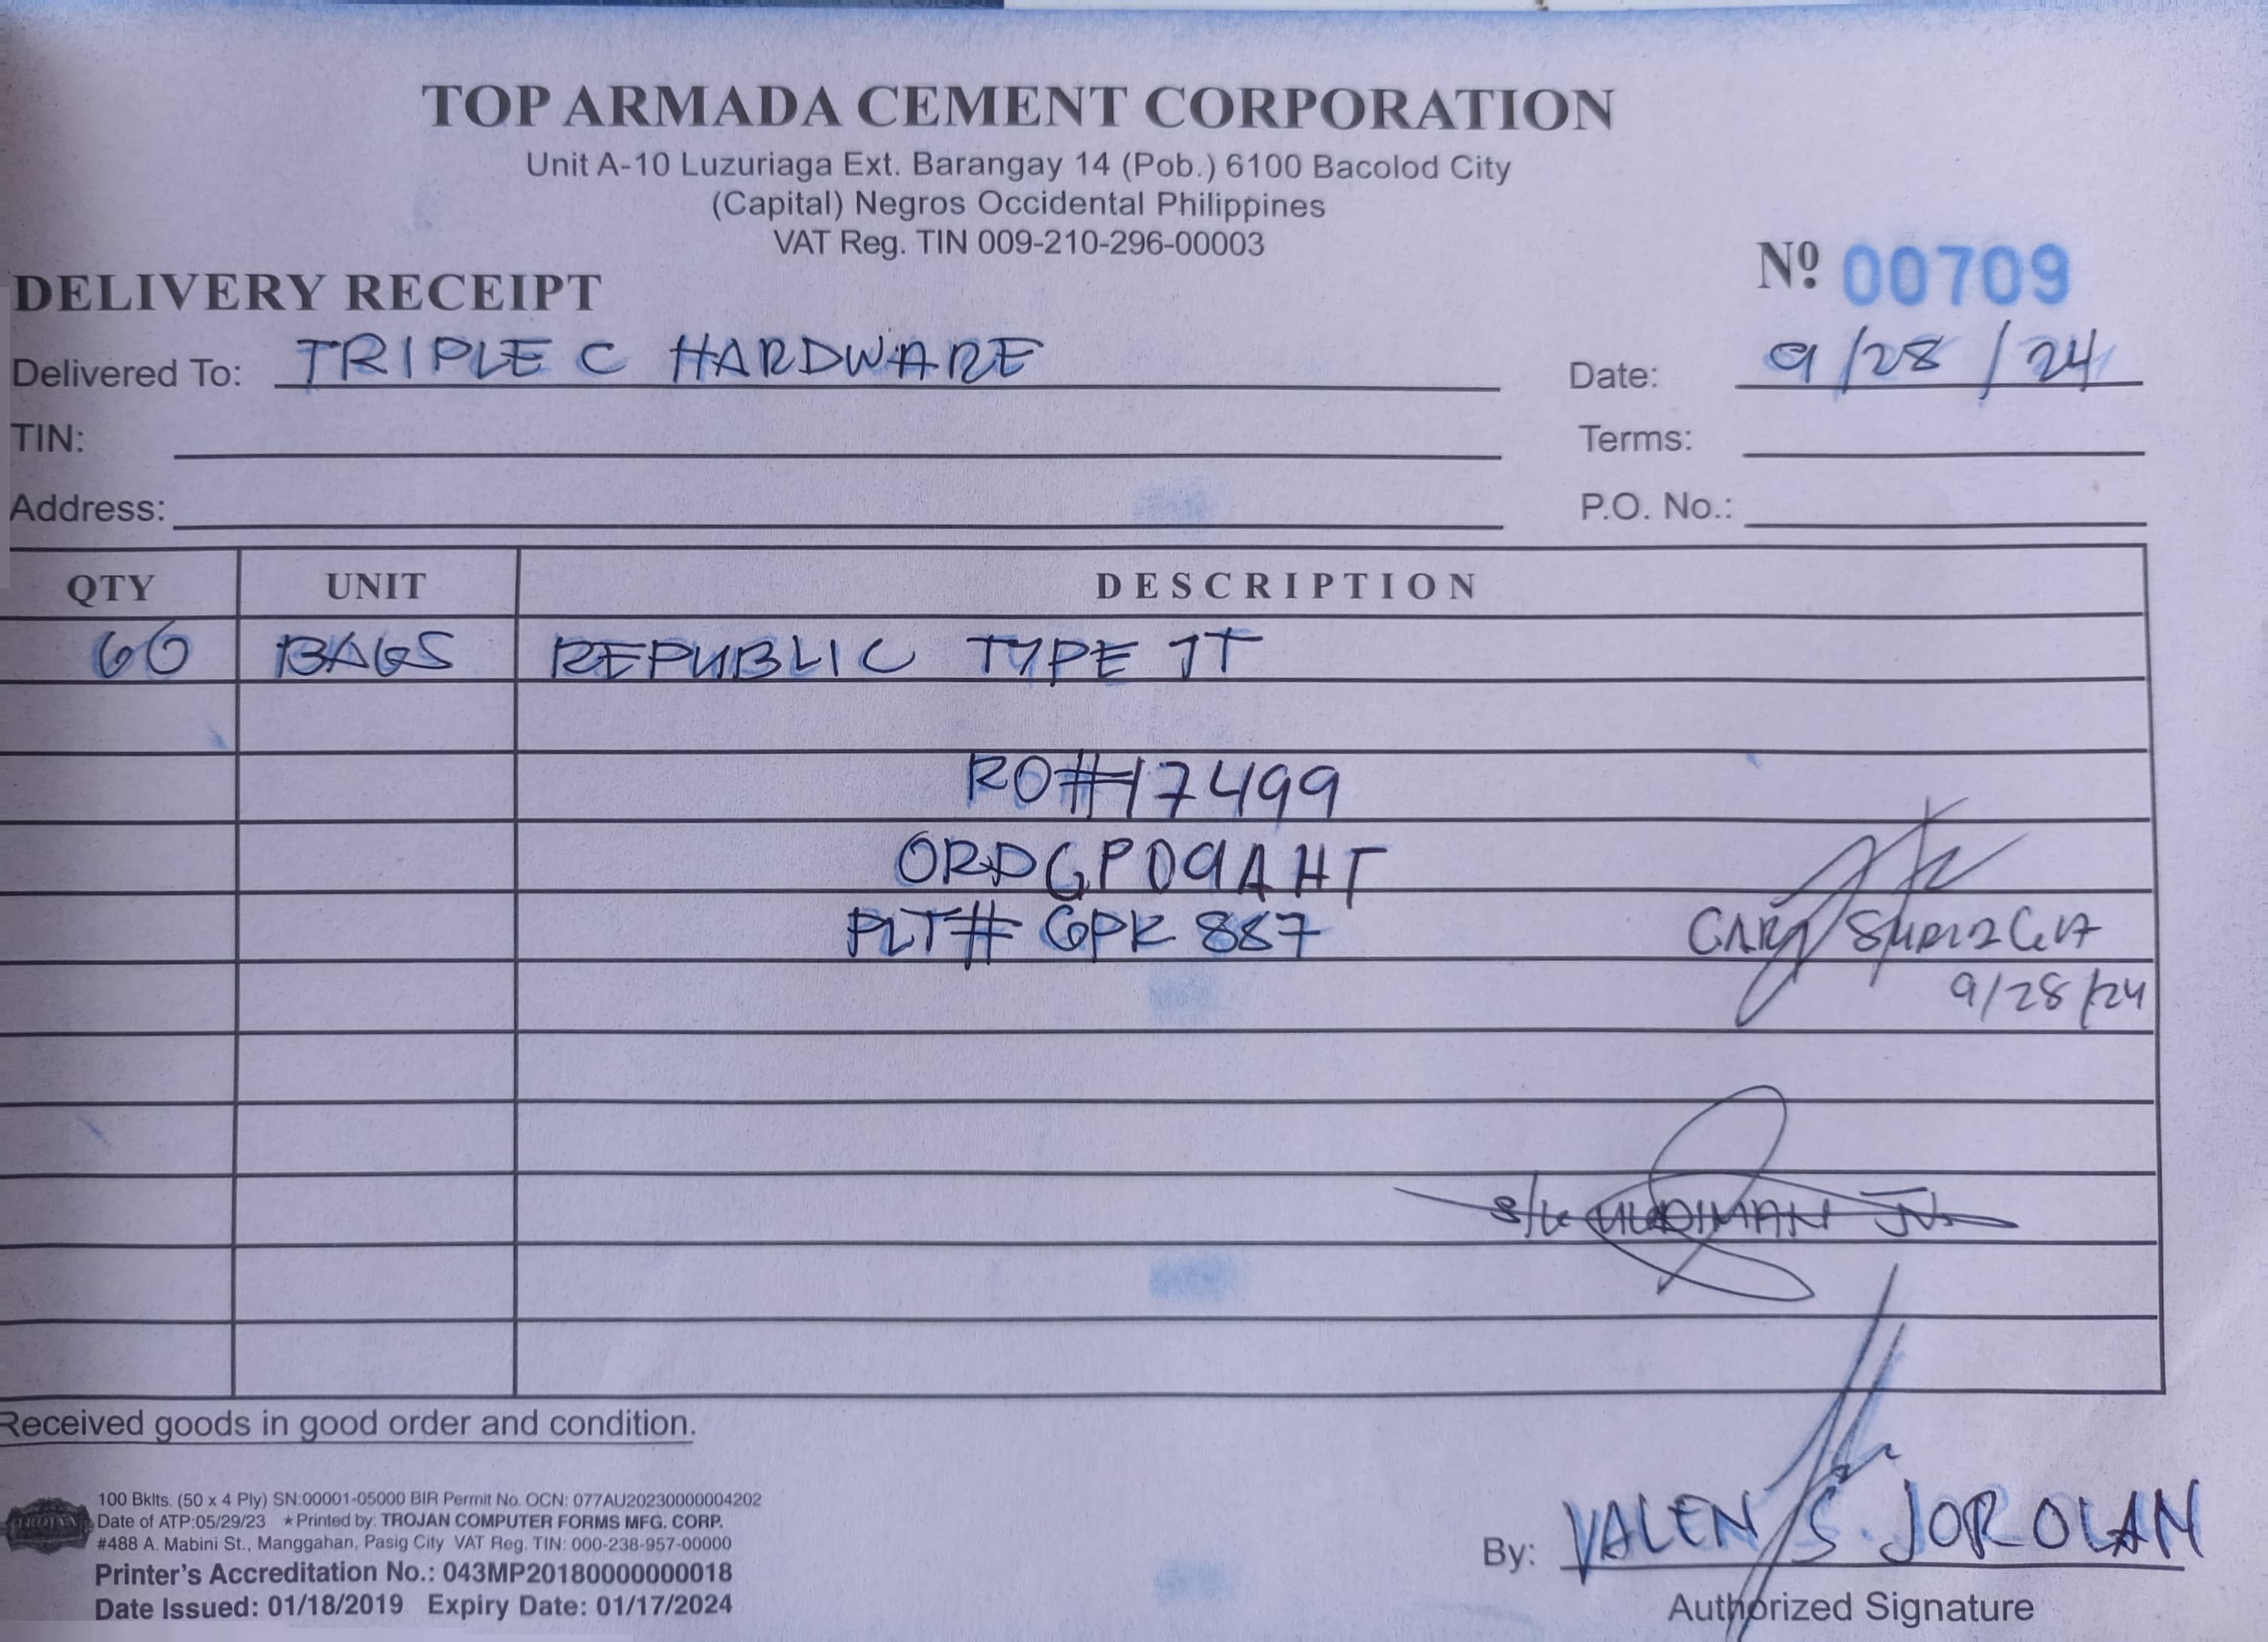 TOP ARMADA CEMENT CORPORATION
Unit A-10 Luzuriaga Ext. Barangay 14 (Pob.) 6100 Bacolod City
(Capital) Negros Occidental Philippines
VAT Reg. TIN 009-210-296-00003
DELIVERY RECEIPT
Nº 00709
Delivered To: TRIPLE C HARDWARE
Date: 9/28/24
TIN:
Terms:
Address:
P.O. No.:
QTY UNIT DESCRIPTION
60 BAGS REPUBLIC TYPE 1T
RO#17499
ORDGP09AHT
PLT# GPK 887
9/28/24
Received goods in good order and condition.
100 Bklts. (50 x 4 Ply) SN:00001-05000 BIR Permit No. OCN: 077AU20230000004202
Date of ATP:05/29/23 ★Printed by: TROJAN COMPUTER FORMS MFG. CORP.
#488 A. Mabini St., Manggahan, Pasig City VAT Reg. TIN: 000-238-957-00000
Printer's Accreditation No.: 043MP20180000000018
Date Issued: 01/18/2019 Expiry Date: 01/17/2024
TROJAN
By: VALEN S. JOROLAN
Authorized Signature